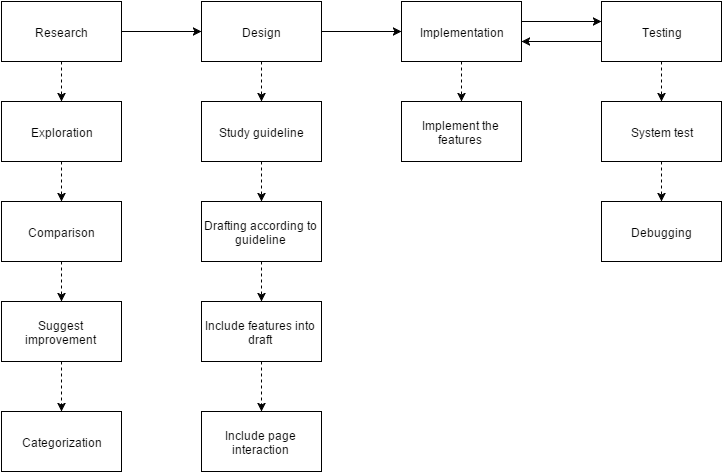 Research
Design
Implementation
Testing
Exploration
Study guideline
Implement the
features
System test
Comparison
Drafting according to
guideline
Debugging
Suggest
improvement
Include features into
draft
Categorization
Include page
interaction